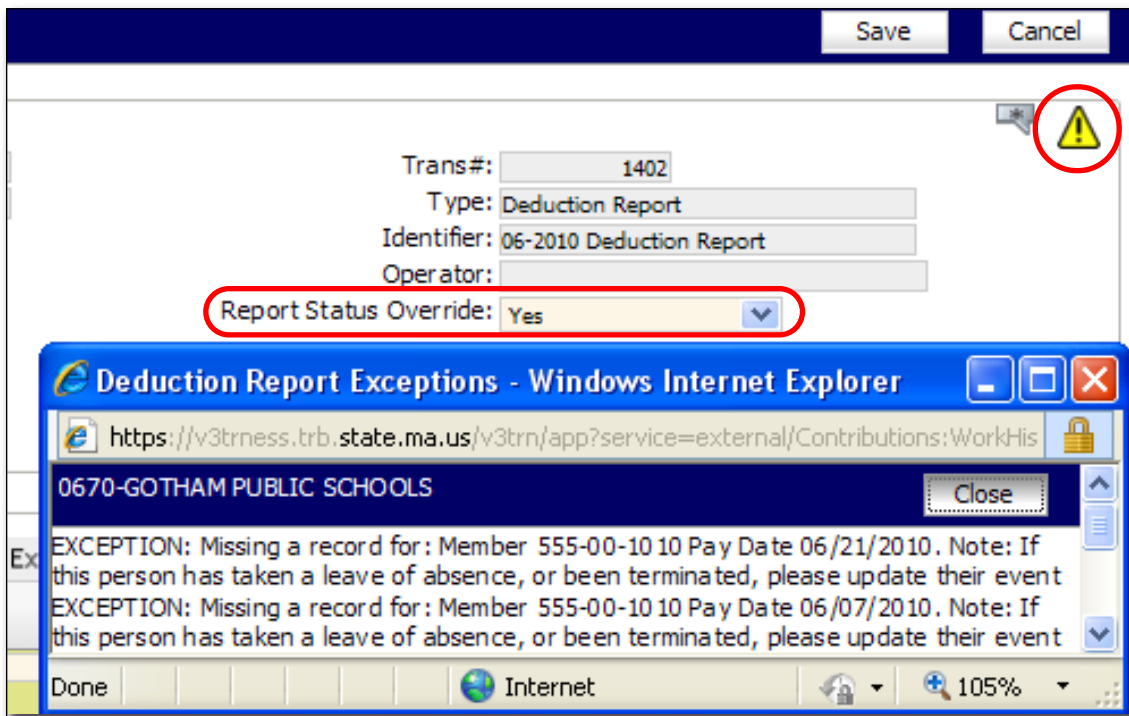 Save Cancel
Trans#: 1402
Type: Deduction Report
Identifier: 06-2010 Deduction Report
Operator:
Report Status Override: Yes
Deduction Report Exceptions - Windows Internet Explorer
https://v3trness.trb.state.ma.us/v3trn/app?service=external/Contributions:WorkHis
0670-GOTHAM PUBLIC SCHOOLS Close
Ex
EXCEPTION: Missing a record for: Member 555-00-1010 Pay Date 06/21/2010. Note: If
this person has taken a leave of absence, or been terminated, please update their event
EXCEPTION: Missing a record for: Member 555-00-1010 Pay Date 06/07/2010. Note: If
this person has taken a leave of absence, or been terminated, please update their event
Done Internet 105%